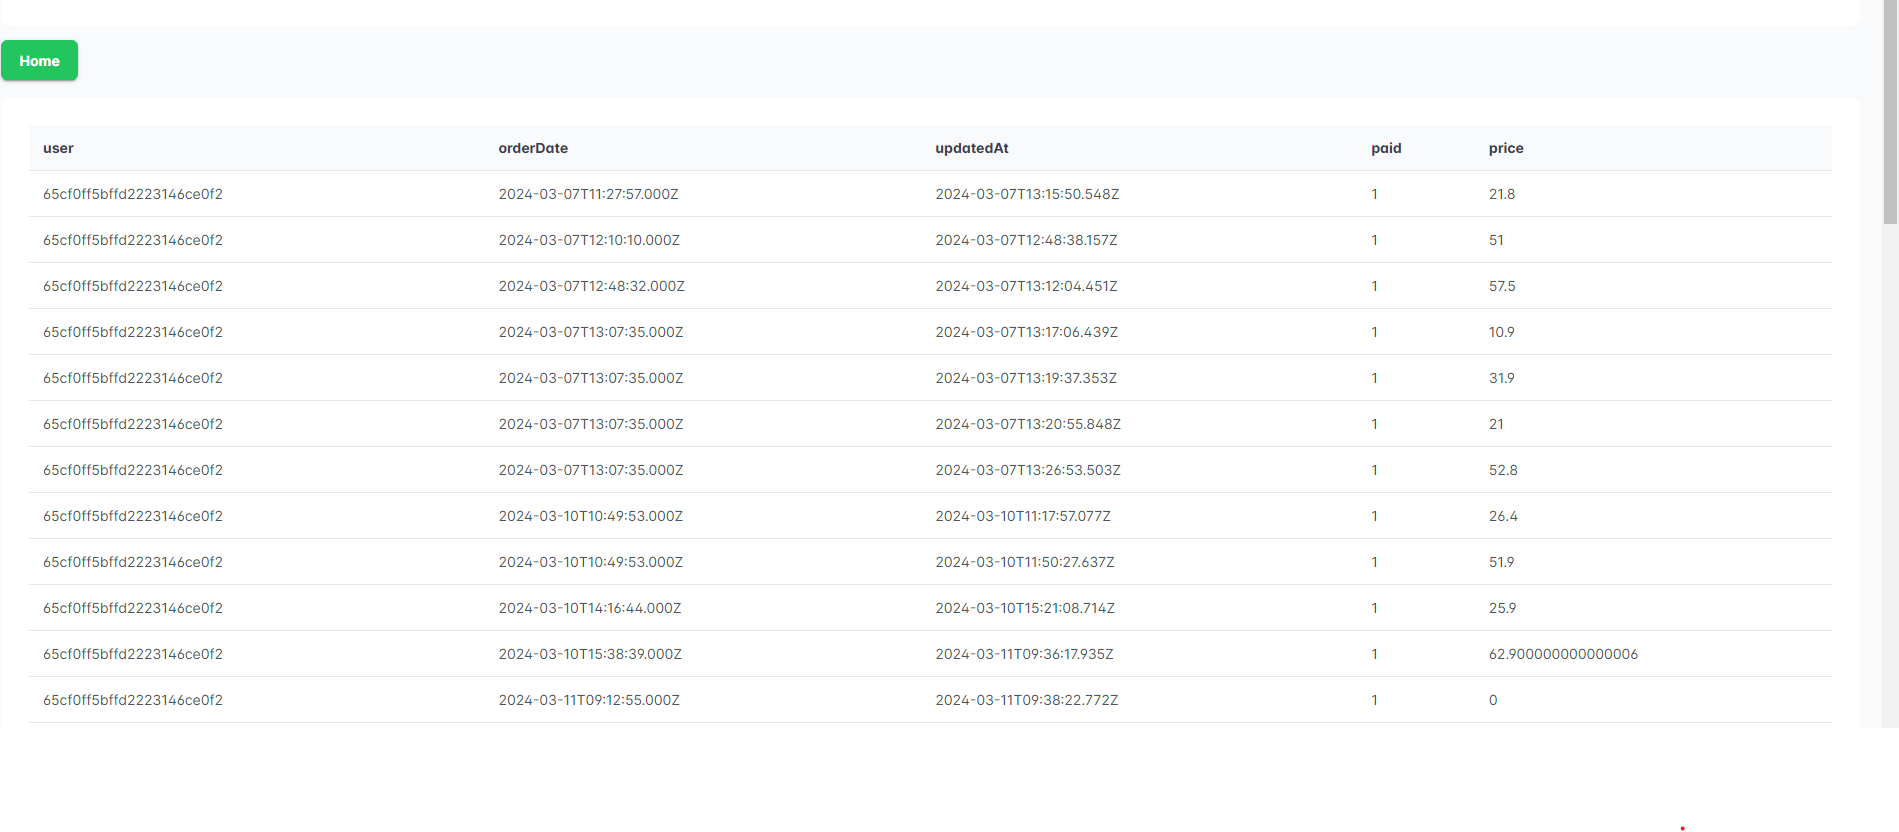 Home
user orderDate updatedAt paid price
65cf0ff5bffd2223146ce0f2 2024-03-07T11:27:57.000Z 2024-03-07T13:15:50.548Z 1 21.8
65cf0ff5bffd2223146ce0f2 2024-03-07T12:10:10.000Z 2024-03-07T12:48:38.157Z 1 51
65cf0ff5bffd2223146ce0f2 2024-03-07T12:48:32.000Z 2024-03-07T13:12:04.451Z 1 57.5
65cf0ff5bffd2223146ce0f2 2024-03-07T13:07:35.000Z 2024-03-07T13:17:06.439Z 1 10.9
65cf0ff5bffd2223146ce0f2 2024-03-07T13:07:35.000Z 2024-03-07T13:19:37.353Z 1 31.9
65cf0ff5bffd2223146ce0f2 2024-03-07T13:07:35.000Z 2024-03-07T13:20:55.848Z 1 21
65cf0ff5bffd2223146ce0f2 2024-03-07T13:07:35.000Z 2024-03-07T13:26:53.503Z 1 52.8
65cf0ff5bffd2223146ce0f2 2024-03-10T10:49:53.000Z 2024-03-10T11:17:57.077Z 1 26.4
65cf0ff5bffd2223146ce0f2 2024-03-10T10:49:53.000Z 2024-03-10T11:50:27.637Z 1 51.9
65cf0ff5bffd2223146ce0f2 2024-03-10T14:16:44.000Z 2024-03-10T15:21:08.714Z 1 25.9
65cf0ff5bffd2223146ce0f2 2024-03-10T15:38:39.000Z 2024-03-11T09:36:17.935Z 1 62.900000000000006
65cf0ff5bffd2223146ce0f2 2024-03-11T09:12:55.000Z 2024-03-11T09:38:22.772Z 1 0